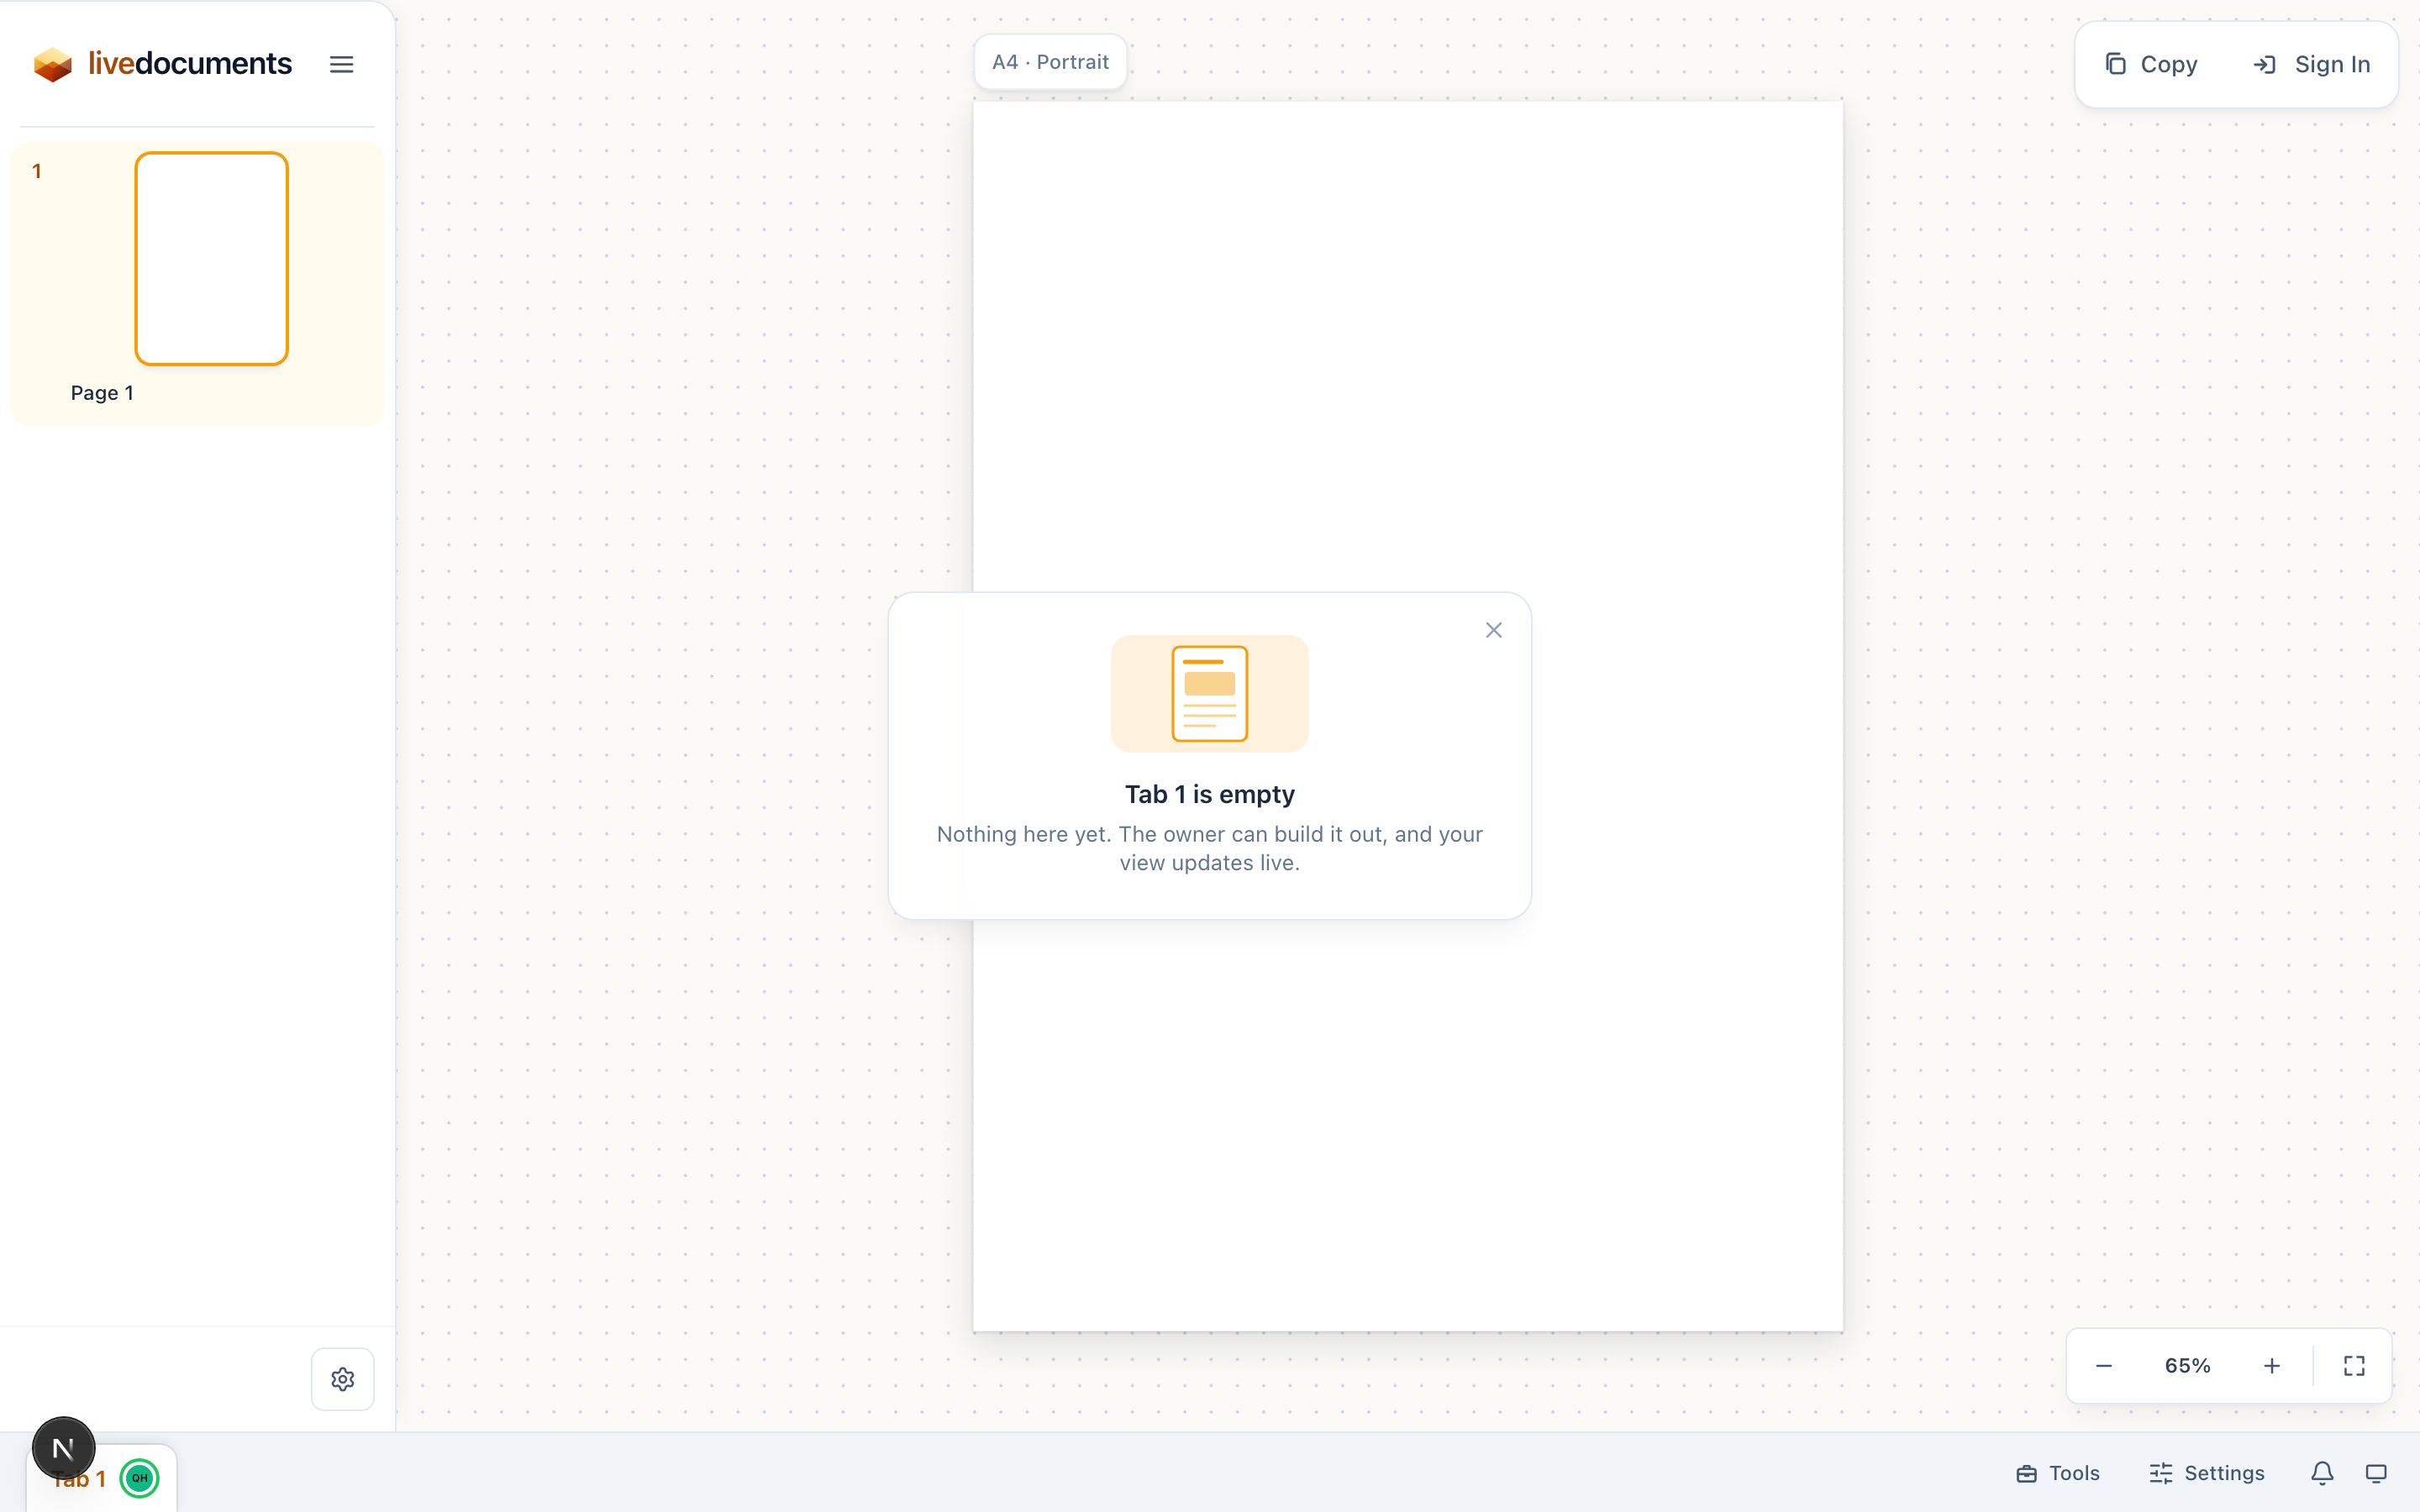 livedocuments
A4 · Portrait
Copy
Sign In
1
Page 1
Tab 1 is empty
Nothing here yet. The owner can build it out, and your
view updates live.
65%
N
Tab 1
QH
Tools
Settings